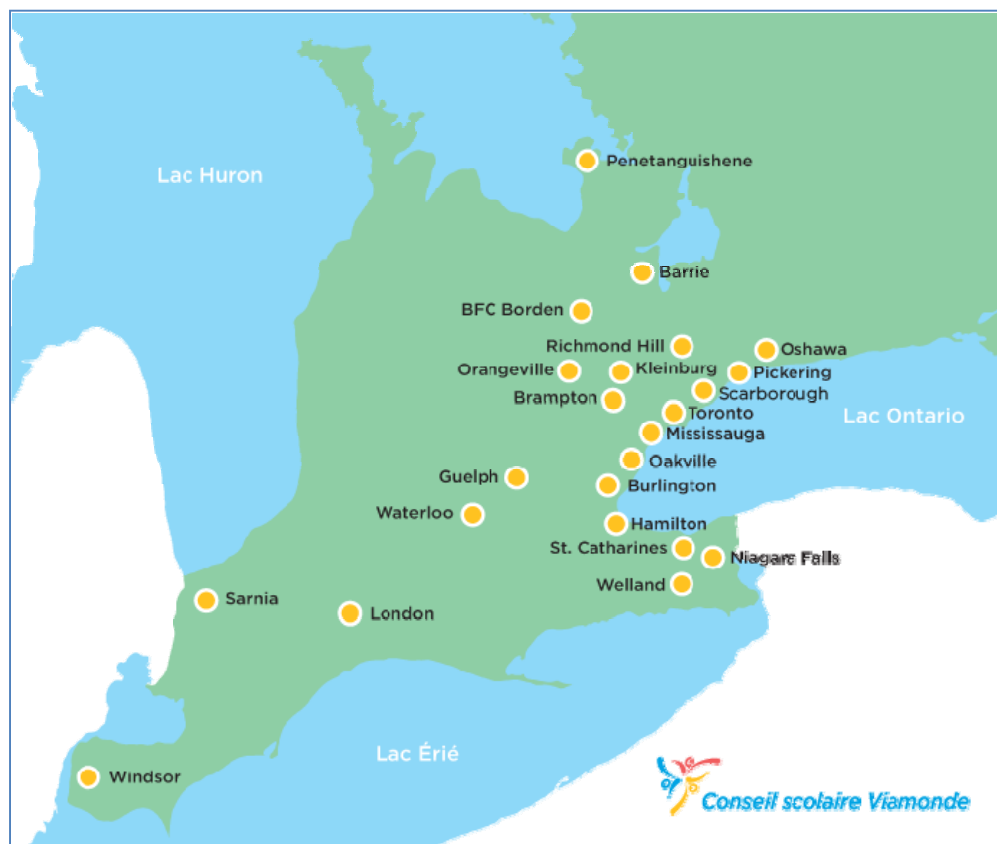 Penetanguishene
Lac Huron
Barrie
BFC Borden
Richmond Hill
Oshawa
Orangeville
Kleinburg
Pickering
Brampton
Scarborough
Toronto
Lac Ontario
Mississauga
Oakville
Guelph
Burlington
Waterloo
Hamilton
St. Catharines
Niagara Falls
Welland
Sarnia
London
Lac Érié
Windsor
Conseil scolaire Viamonde